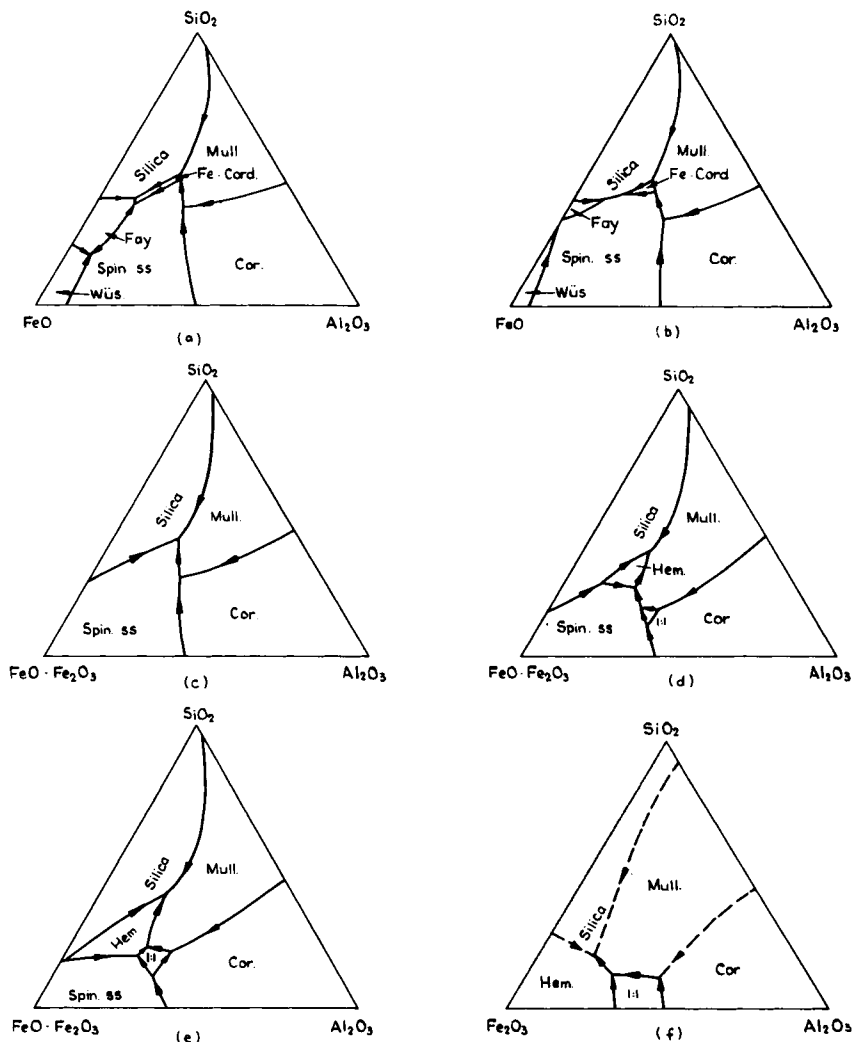 SiO₂
Silica
Mull.
Fe-Cord.
Fay
Spin. ss
Cor.
Wüs
FeO
Al₂O₃
(a)
SiO₂
Silica
Mull.
Fe-Cord.
Fay
Spin. ss
Cor.
Wüs
FeO
Al₂O₃
(b)
SiO₂
Silica
Mull.
Spin. ss
Cor.
FeO·Fe₂O₃
Al₂O₃
(c)
SiO₂
Silica
Mull.
Hem.
1:1
Spin. ss
Cor
FeO·Fe₂O₃
Al₂O₃
(d)
SiO₂
Silica
Mull.
Hem
1:1
Cor.
Spin. ss
FeO·Fe₂O₃
Al₂O₃
(e)
SiO₂
Mull.
Silica
Cor
Hem.
1:1
Fe₂O₃
Al₂O₃
(f)